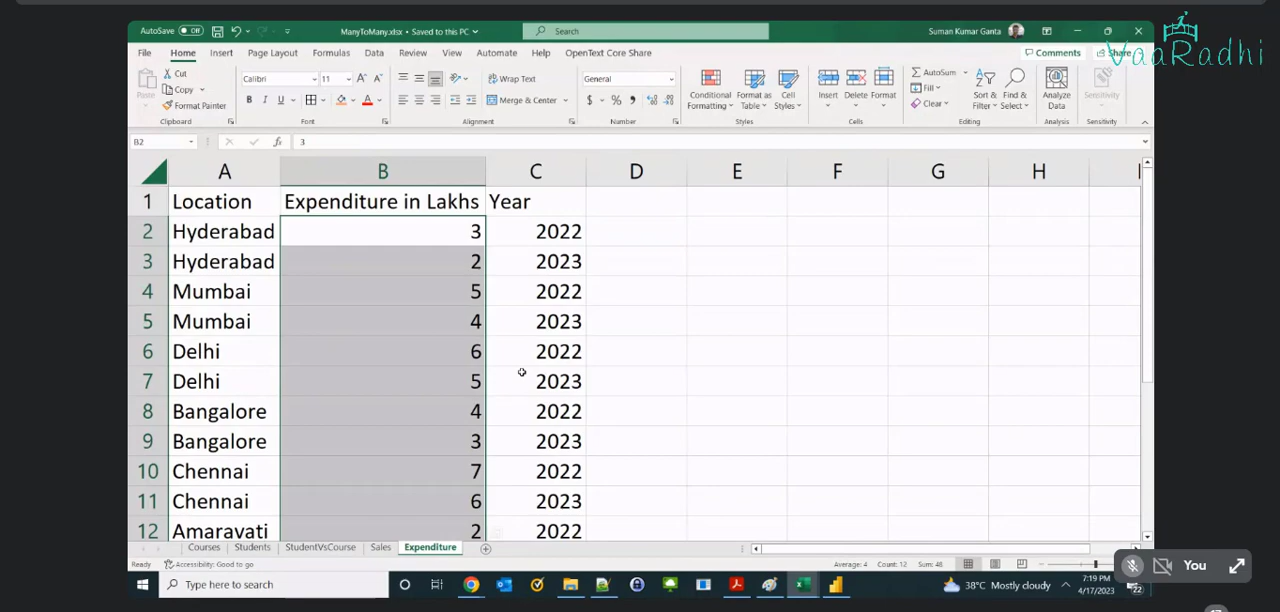 AutoSave Off ManyToMany.xlsx • Saved to this PC Search Suman Kumar Ganta
VaaRadhi
File Home Insert Page Layout Formulas Data Review View Automate Help OpenText Core Share Comments Share
Paste Cut Copy Format Painter
Calibri 11 A A B I U A
Wrap Text Merge & Center
General $ % ,
Conditional Formatting Format as Table Cell Styles
Insert Delete Format
AutoSum Fill Clear
Sort & Filter Find & Select
Analyze Data Sensitivity
Clipboard Font Alignment Number Styles Cells Editing Analysis Sensitivity
B2 fx 3
A B C D E F G H
1 Location Expenditure in Lakhs Year
2 Hyderabad 3 2022
3 Hyderabad 2 2023
4 Mumbai 5 2022
5 Mumbai 4 2023
6 Delhi 6 2022
7 Delhi 5 2023
8 Bangalore 4 2022
9 Bangalore 3 2023
10 Chennai 7 2022
11 Chennai 6 2023
12 Amaravati 2 2022
Courses Students StudentVsCourse Sales Expenditure
Ready Accessibility: Good to go Average: 4 Count: 12 Sum: 48
You
Type here to search 38°C Mostly cloudy 7:19 PM
4/17/2023 22